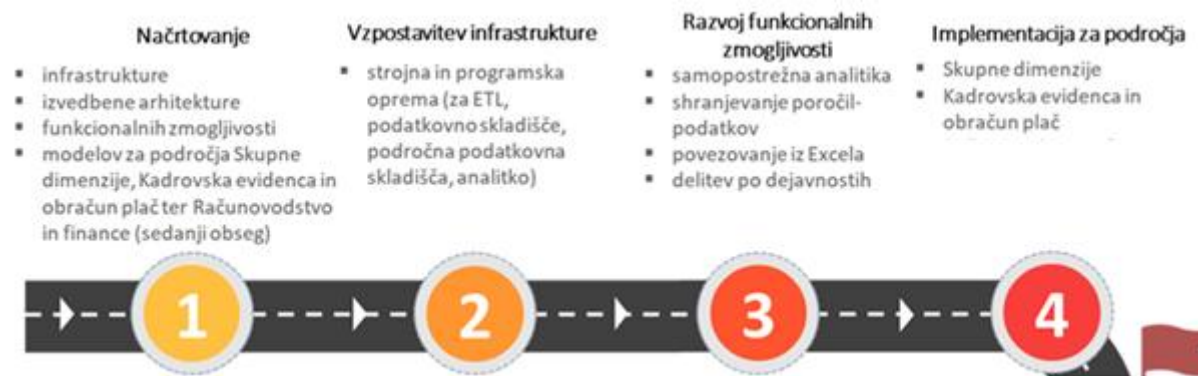 Načrtovanje
▪ infrastrukture
▪ izvedbene arhitekture
▪ funkcionalnih zmogljivosti
▪ modelov za področja Skupne
dimenzije, Kadrovska evidenca in
obračun plač ter Računovodstvo
in finance (sedanji obseg)
Vzpostavitev infrastrukture
▪ strojna in programska
oprema (za ETL,
podatkovno skladišče,
področna podatkovna
skladišča, analitko)
Razvoj funkcionalnih
zmogljivosti
▪ samopostrežna analitika
▪ shranjevanje poročil-
podatkov
▪ povezovanje iz Excela
▪ delitev po dejavnostih
Implementacija za področja
▪ Skupne dimenzije
▪ Kadrovska evidenca in
obračun plač
1
2
3
4